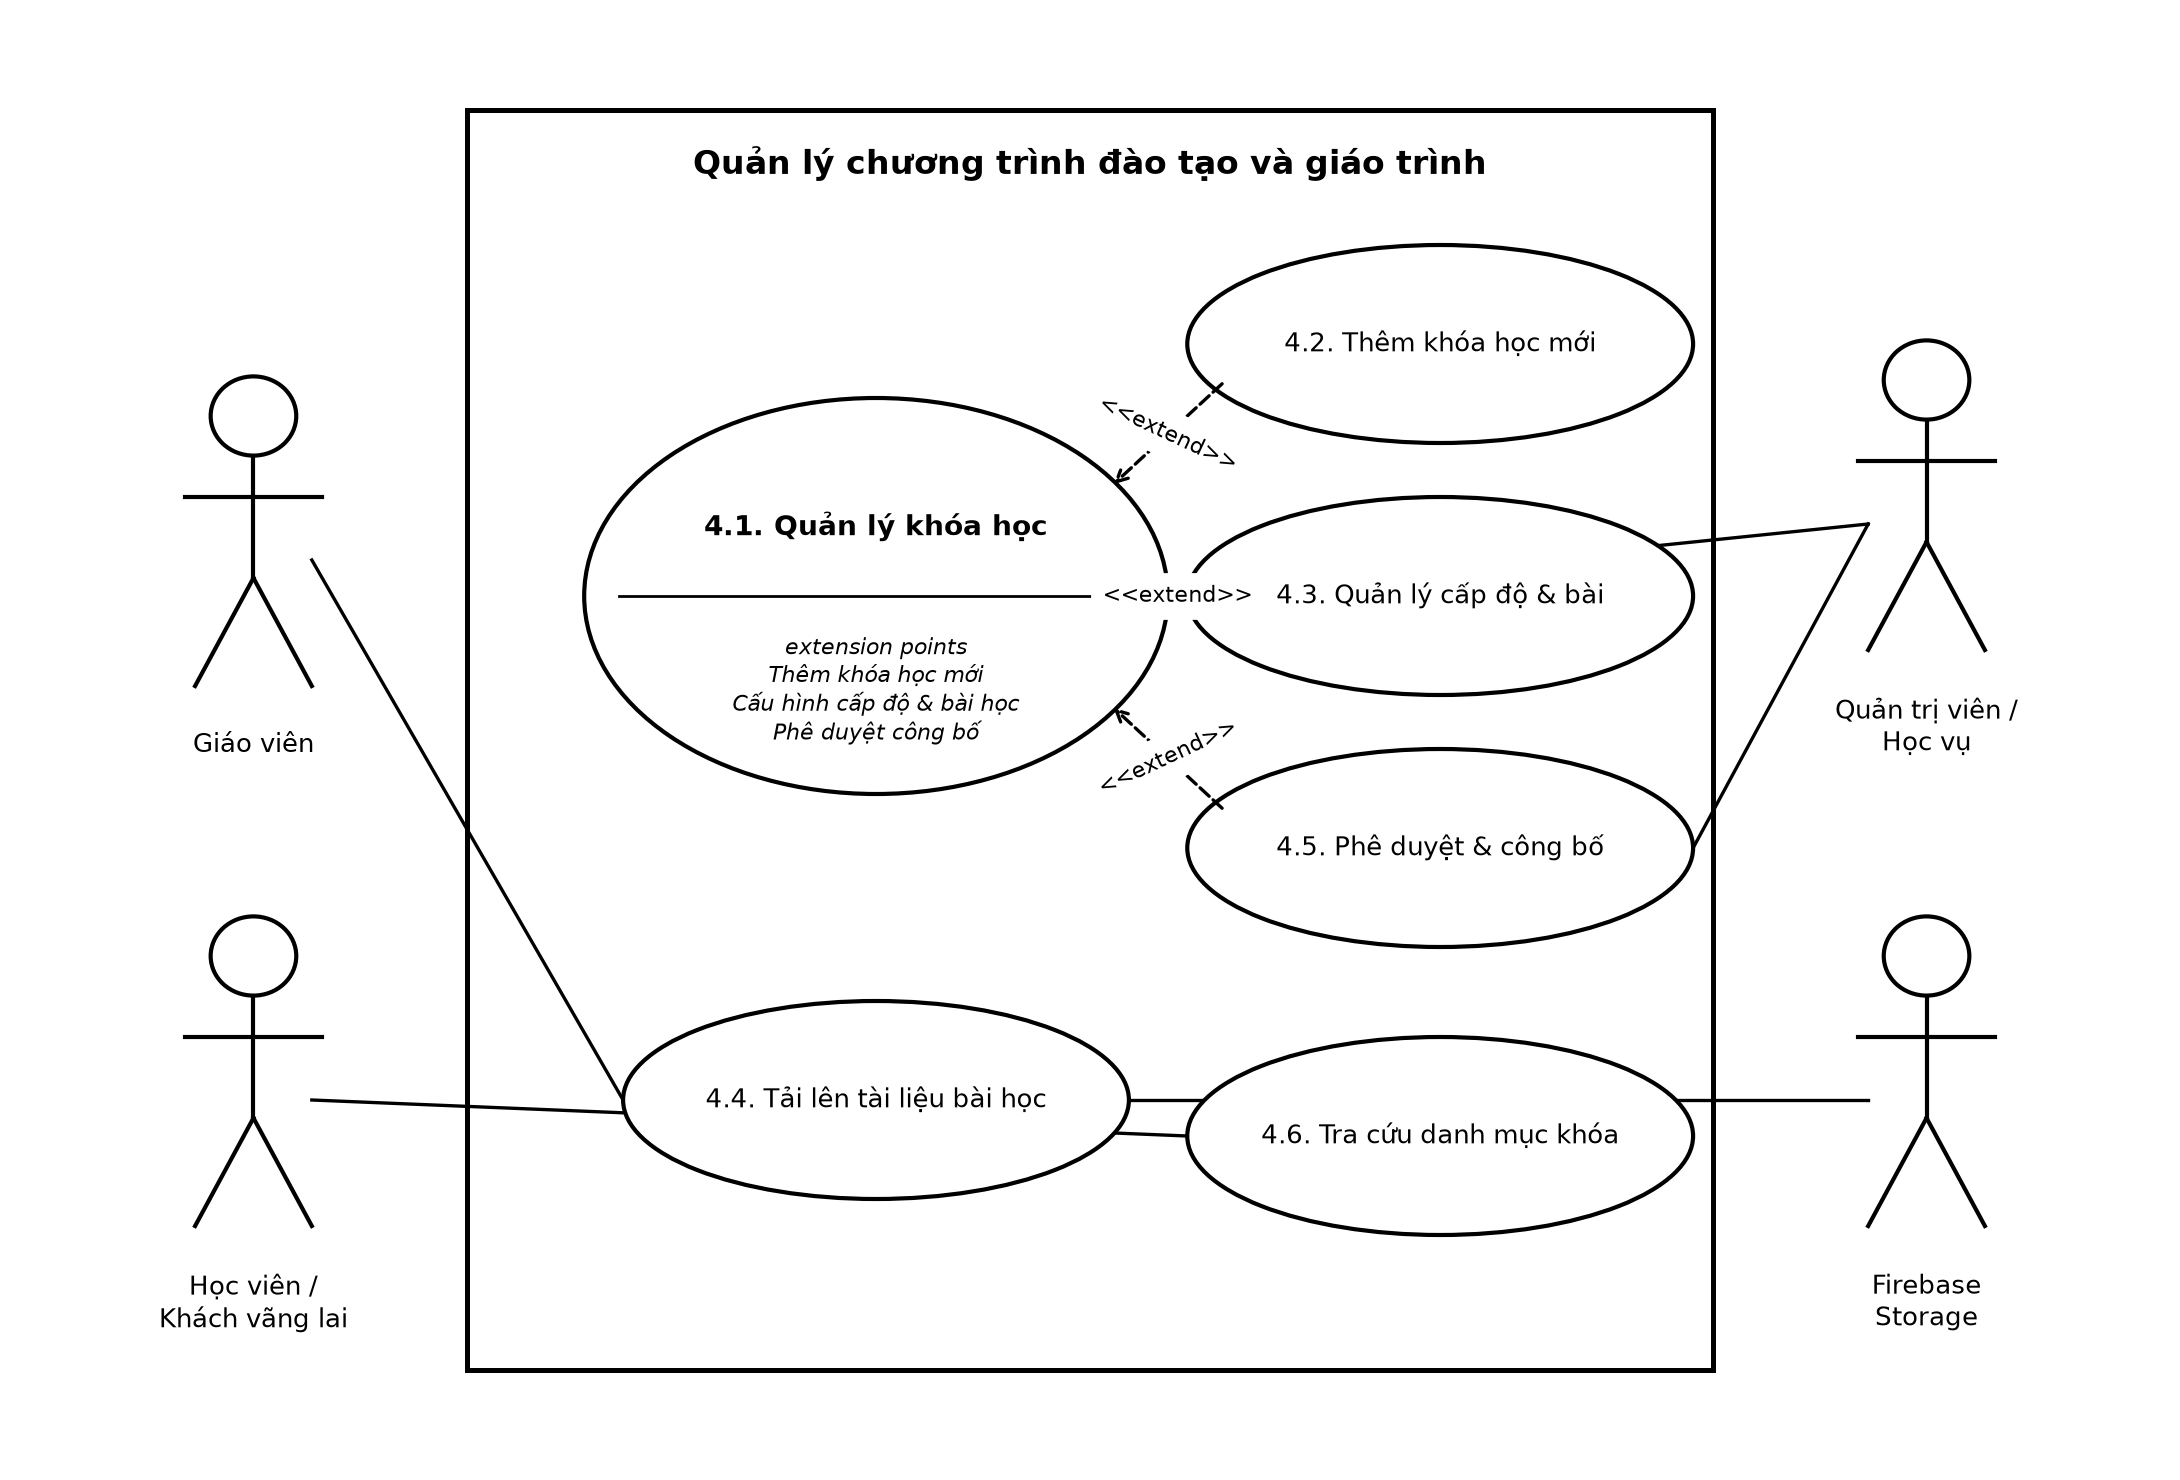 Quản lý chương trình đào tạo và giáo trình
4.2. Thêm khóa học mới
<<extend>>
4.1. Quản lý khóa học
<<extend>>
4.3. Quản lý cấp độ & bài
extension points
Thêm khóa học mới
Cấu hình cấp độ & bài học
Phê duyệt công bố
<<extend>>
4.5. Phê duyệt & công bố
Giáo viên
Quản trị viên /
Học vụ
4.4. Tải lên tài liệu bài học
4.6. Tra cứu danh mục khóa
Học viên /
Khách vãng lai
Firebase
Storage